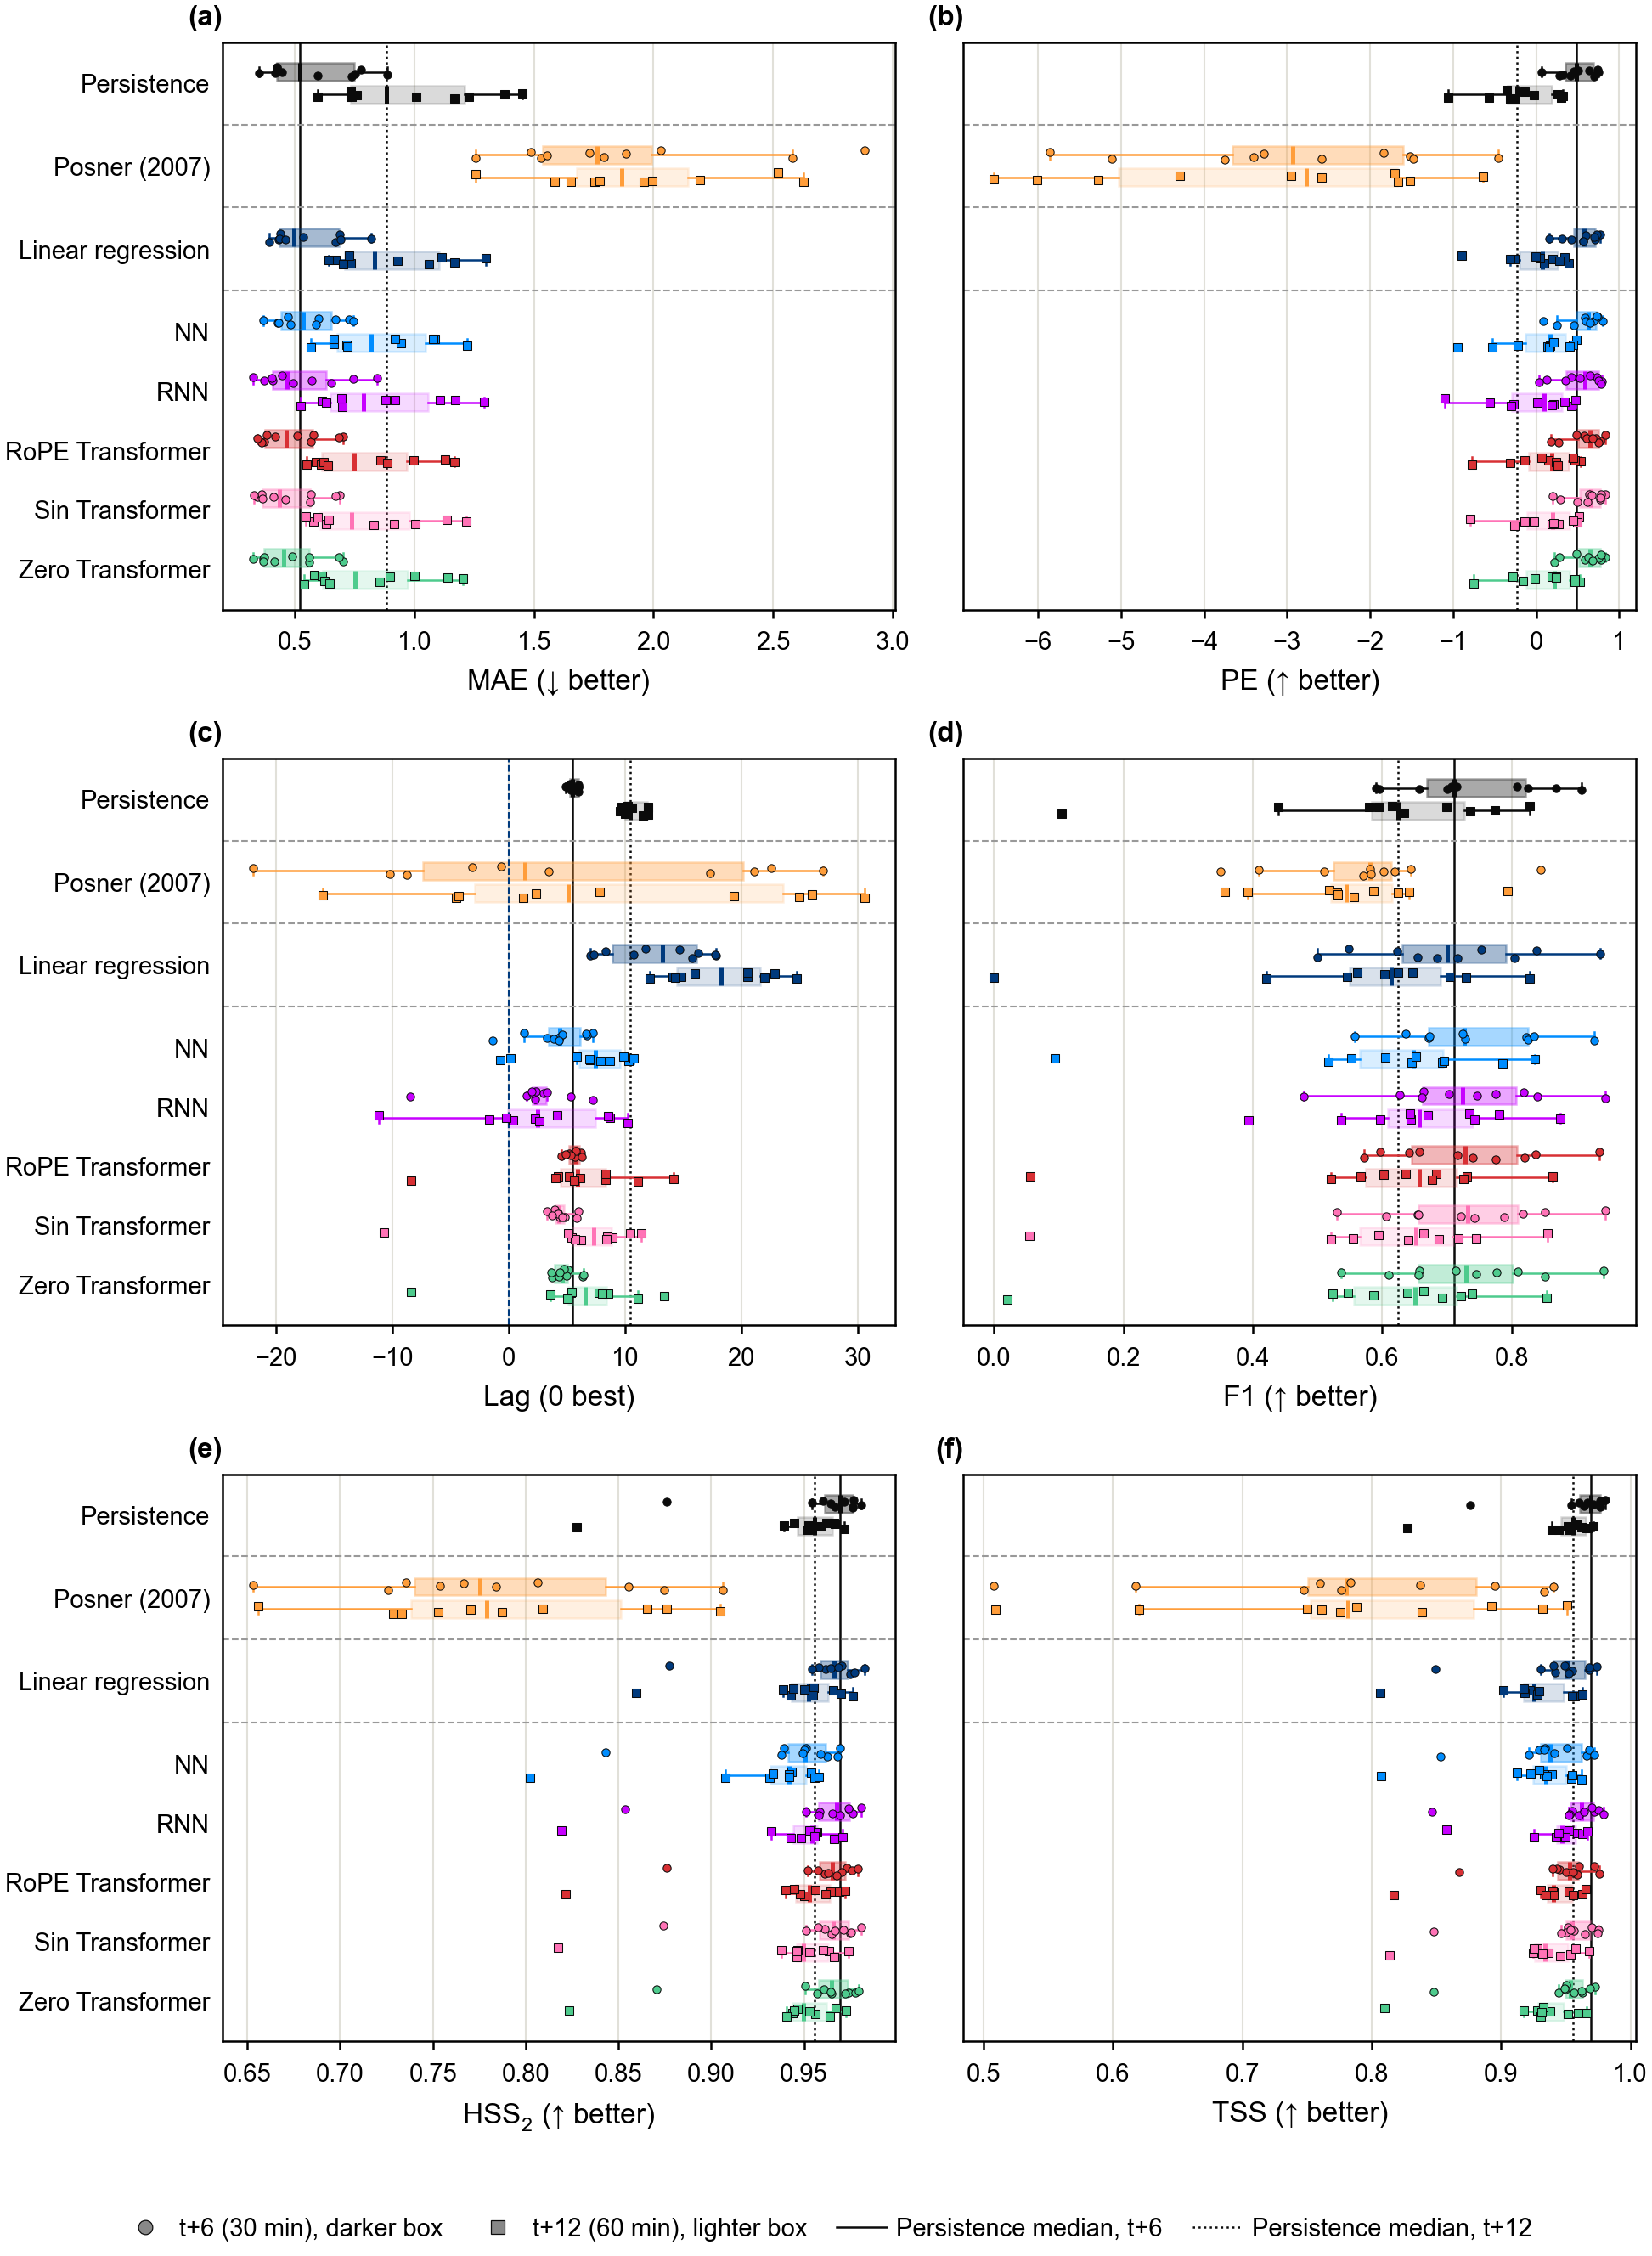 (a)
(b)
Persistence
Posner (2007)
Linear regression
NN
RNN
RoPE Transformer
Sin Transformer
Zero Transformer
0.5 1.0 1.5 2.0 2.5 3.0
MAE (↓ better)
−6 −5 −4 −3 −2 −1 0 1
PE (↑ better)
(c)
(d)
Persistence
Posner (2007)
Linear regression
NN
RNN
RoPE Transformer
Sin Transformer
Zero Transformer
−20 −10 0 10 20 30
Lag (0 best)
0.0 0.2 0.4 0.6 0.8
F1 (↑ better)
(e)
(f)
Persistence
Posner (2007)
Linear regression
NN
RNN
RoPE Transformer
Sin Transformer
Zero Transformer
0.65 0.70 0.75 0.80 0.85 0.90 0.95
HSS₂ (↑ better)
0.5 0.6 0.7 0.8 0.9 1.0
TSS (↑ better)
t+6 (30 min), darker box t+12 (60 min), lighter box Persistence median, t+6 Persistence median, t+12